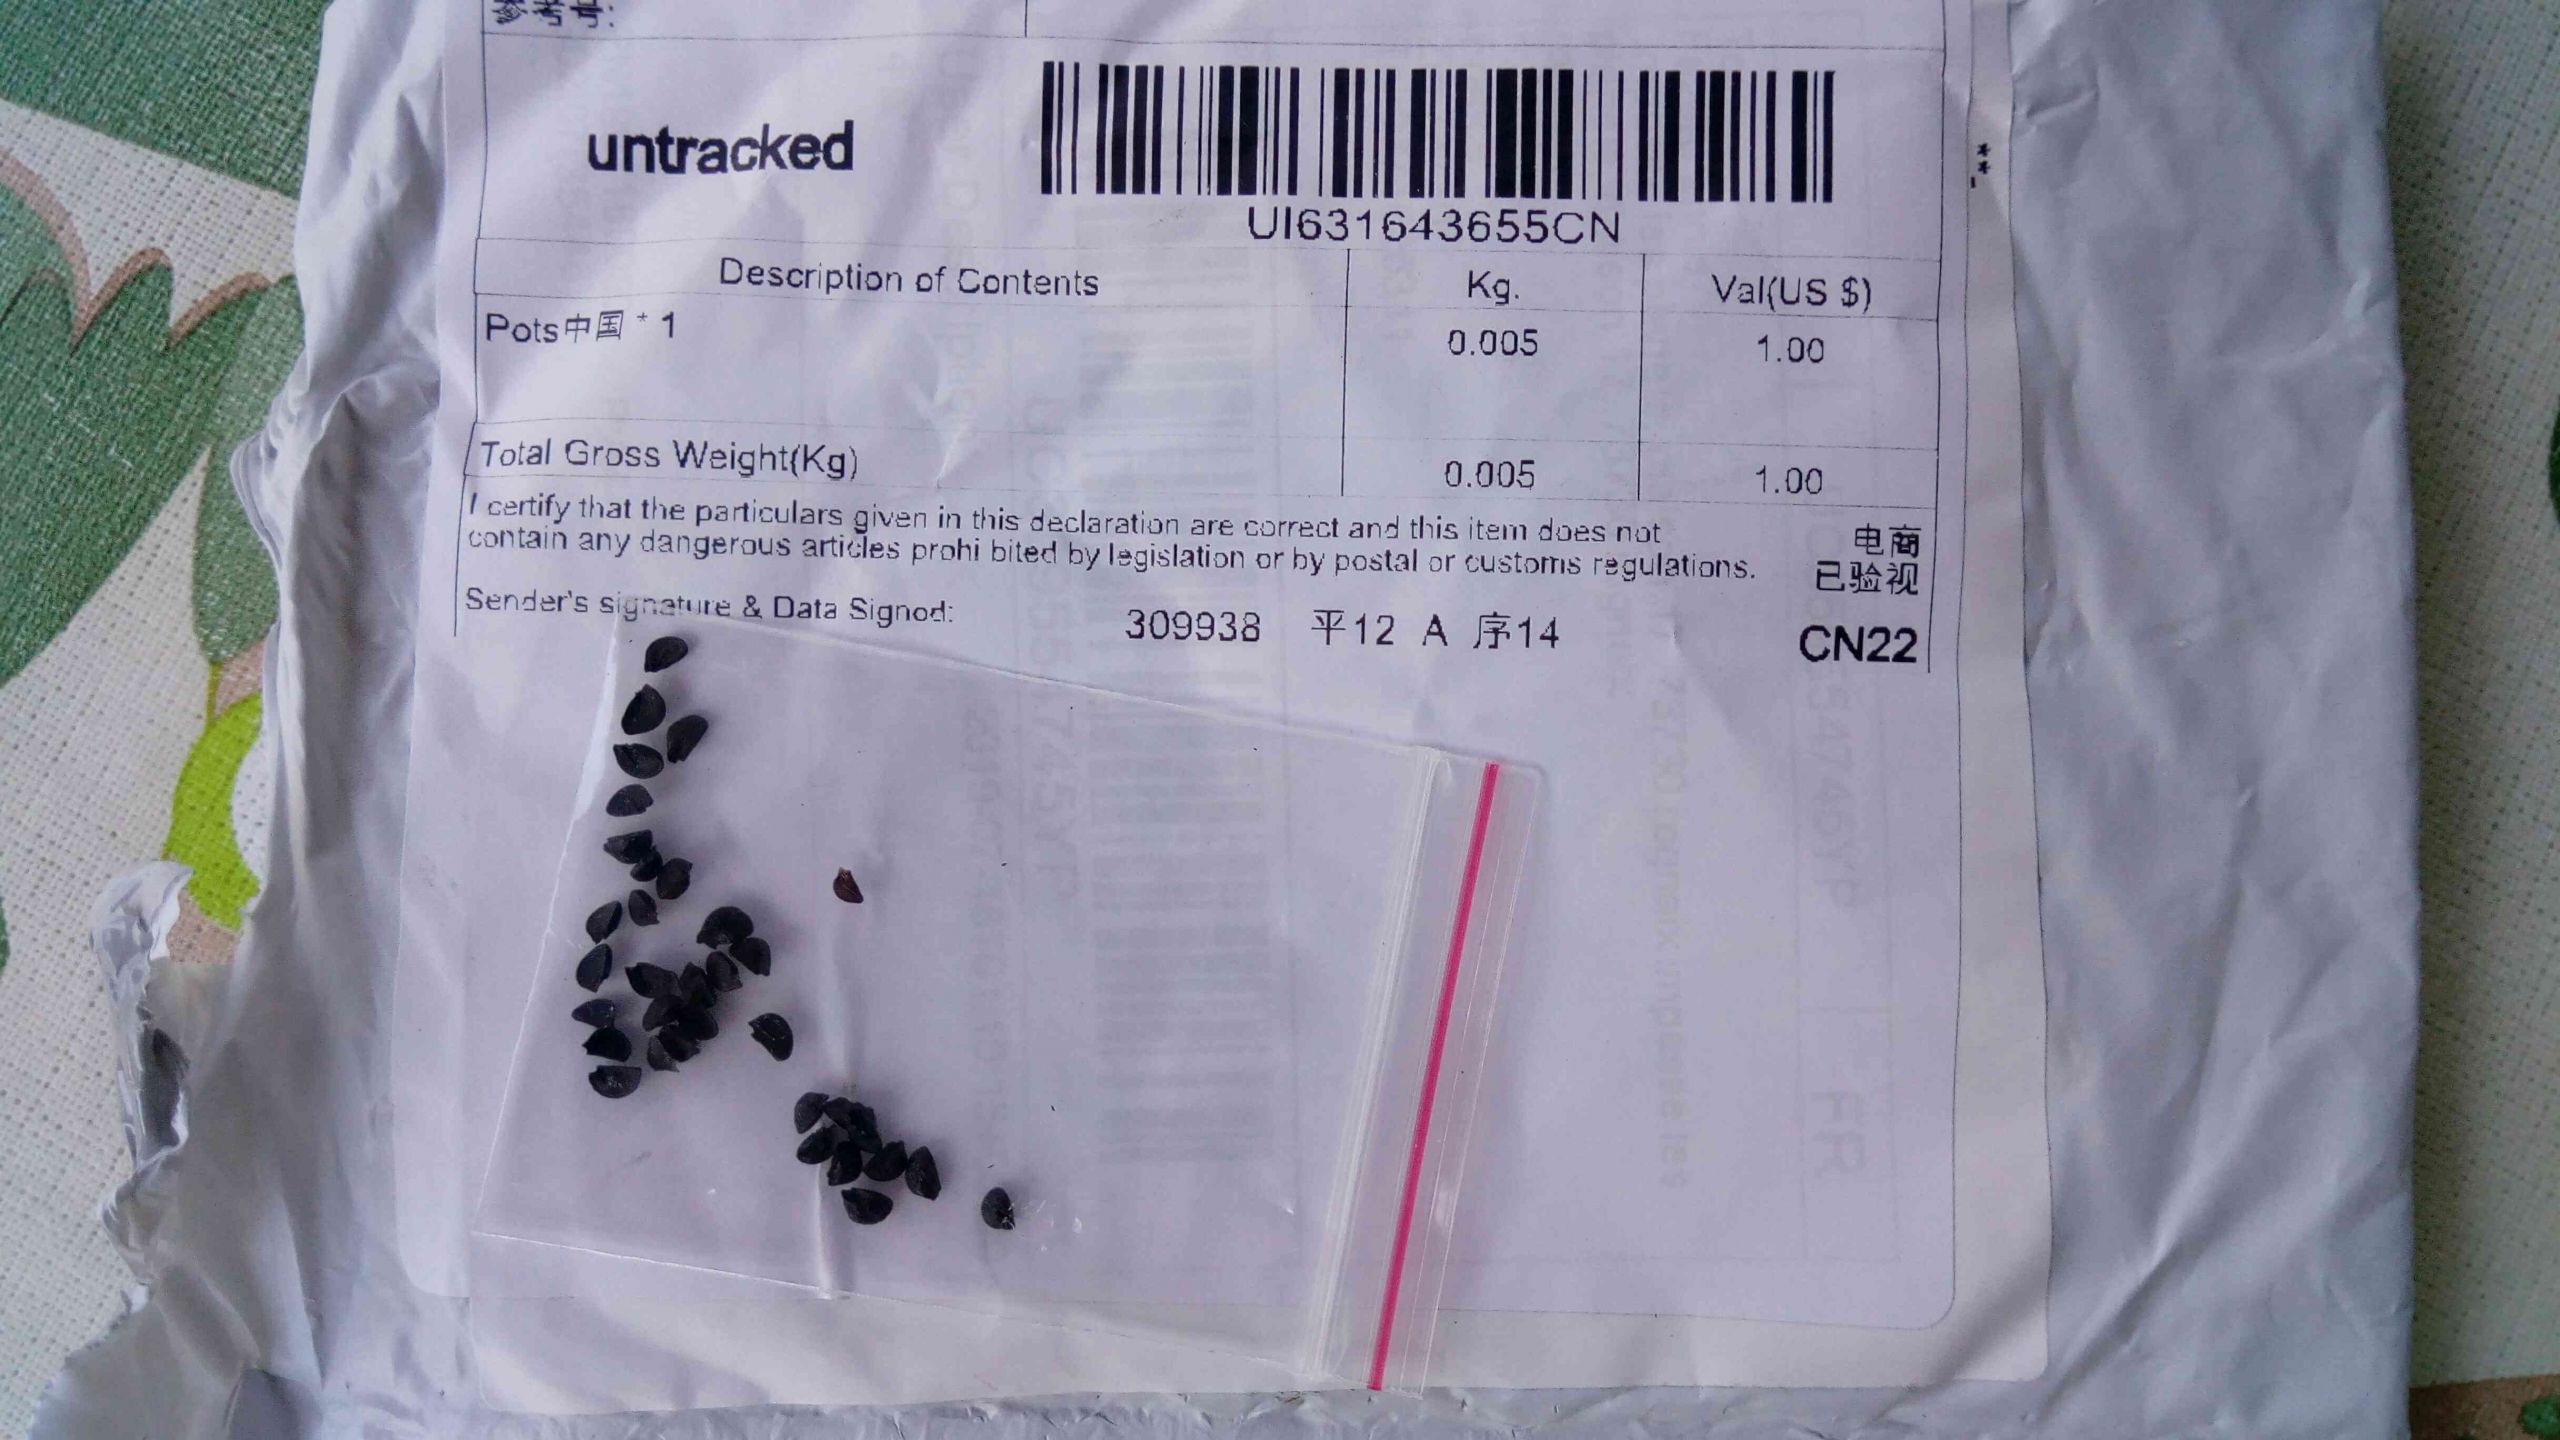 参考号:
untracked
UI631643655CN
Description of Contents Kg. Val(US $)
Pots中国 * 1 0.005 1.00
Total Gross Weight(Kg) 0.005 1.00
I certify that the particulars given in this declaration are correct and this item does not
contain any dangerous articles prohi bited by legislation or by postal or customs regulations.
电商
已验视
Sender's signature & Data Signod: 309938 平12 A 序14
CN22